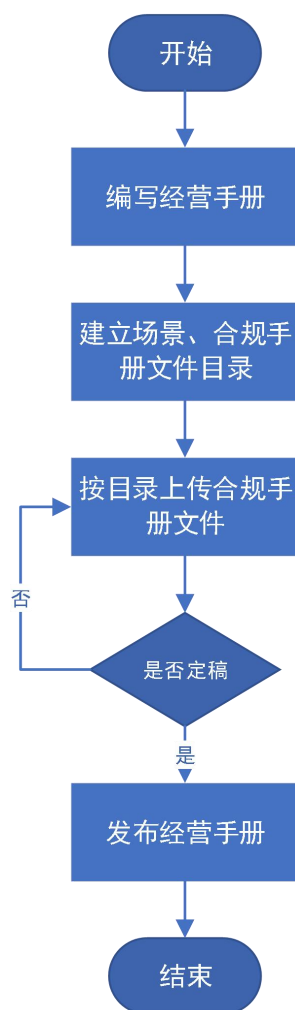 开始
编写经营手册
建立场景、合规手
册文件目录
按目录上传合规手
册文件
否
是否定稿
是
发布经营手册
结束